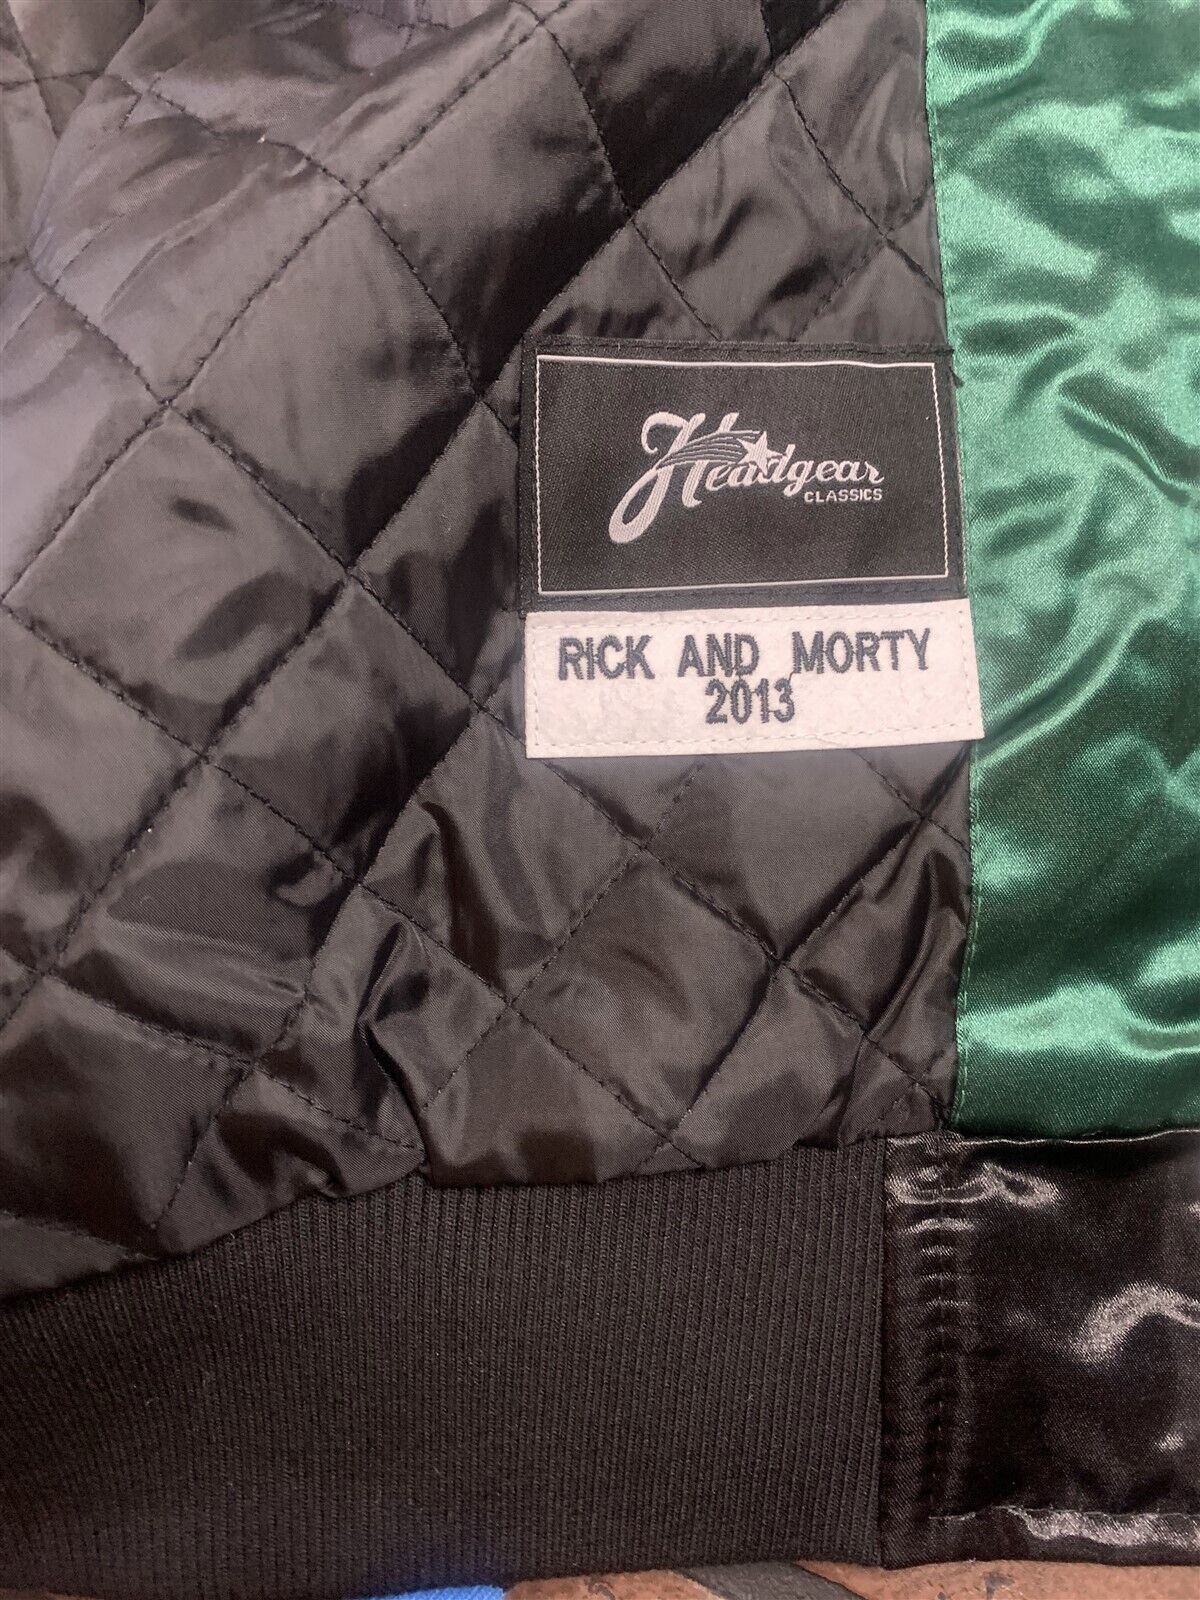 Headgear
CLASSICS
RICK AND MORTY
2013